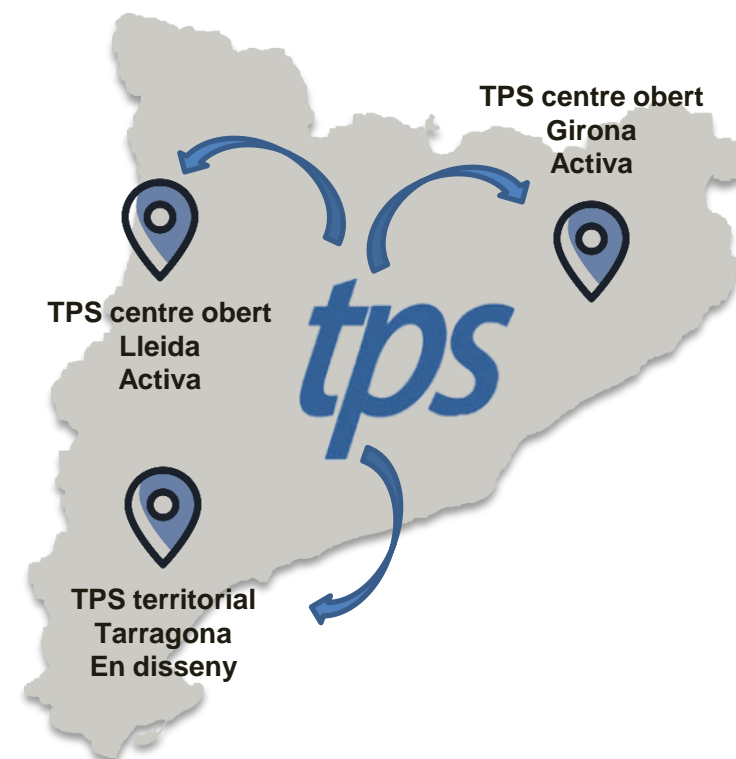 TPS centre obert
Girona
Activa
tps
TPS centre obert
Lleida
Activa
TPS territorial
Tarragona
En disseny